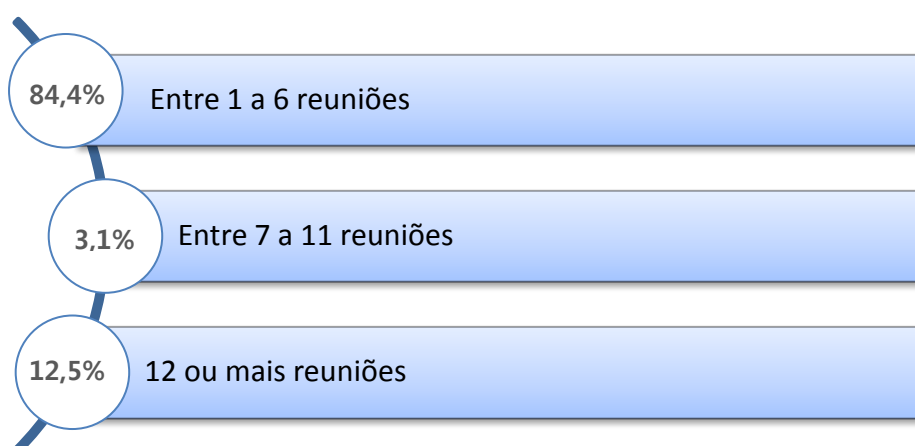 84,4% Entre 1 a 6 reuniões
3,1% Entre 7 a 11 reuniões
12,5% 12 ou mais reuniões